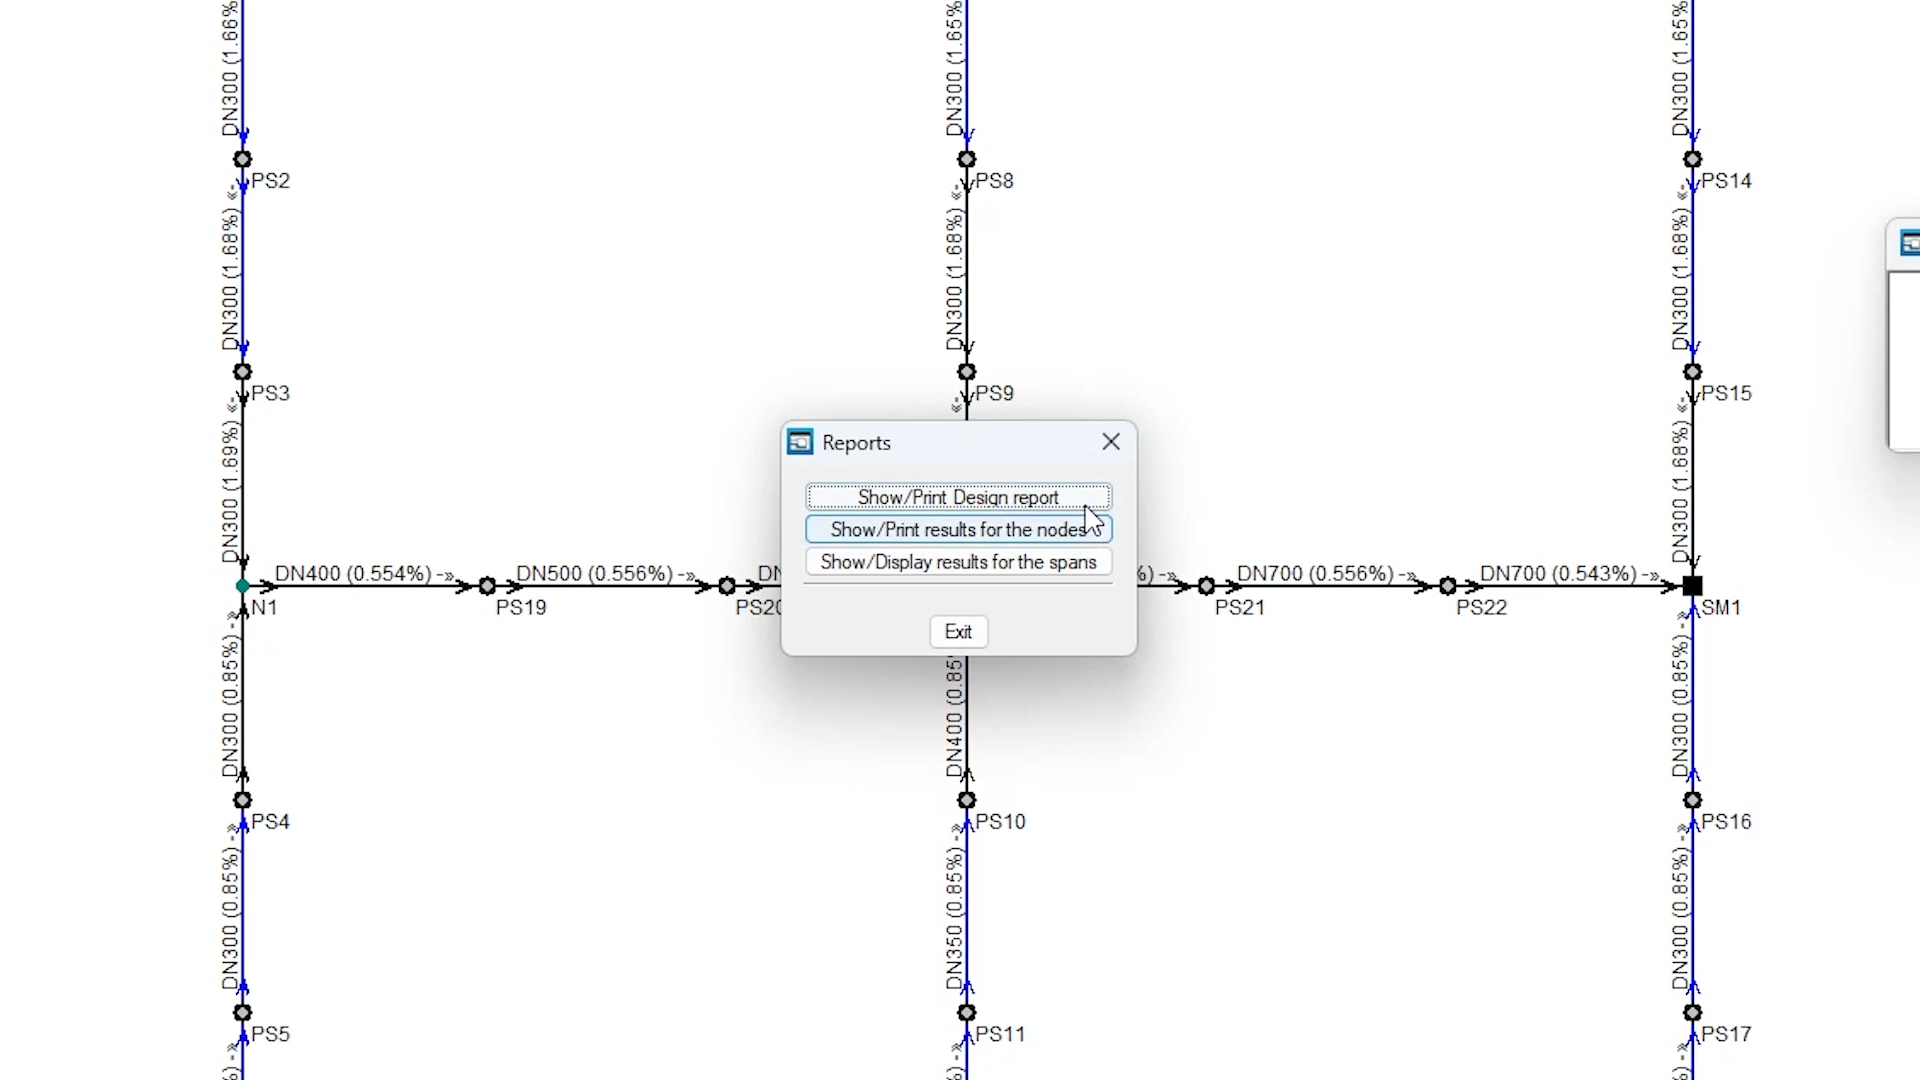 DN300 (1.66%
DN300 (1.65%
DN300 (1.65%
PS2
PS8
PS14
DN300 (1.68%) -»
DN300 (1.68%) -»
DN300 (1.68%) -»
PS3
PS9
PS15
DN300 (1.69%) -»
DN300 (1.68%) -»
Reports
Show/Print Design report
Show/Print results for the nodes
Show/Display results for the spans
Exit
DN400 (0.554%) -»
DN500 (0.556%) -»
DN
%) -»
DN700 (0.556%) -»
DN700 (0.543%) -»
N1
PS19
PS20
PS21
PS22
SM1
DN300 (0.85%) -»
DN400 (0.85
DN300 (0.85%) -»
PS4
PS10
PS16
DN300 (0.85%) -»
DN350 (0.85%) -»
DN300 (0.85%) -»
PS5
PS11
PS17
%) -»
%) -»
%) -»